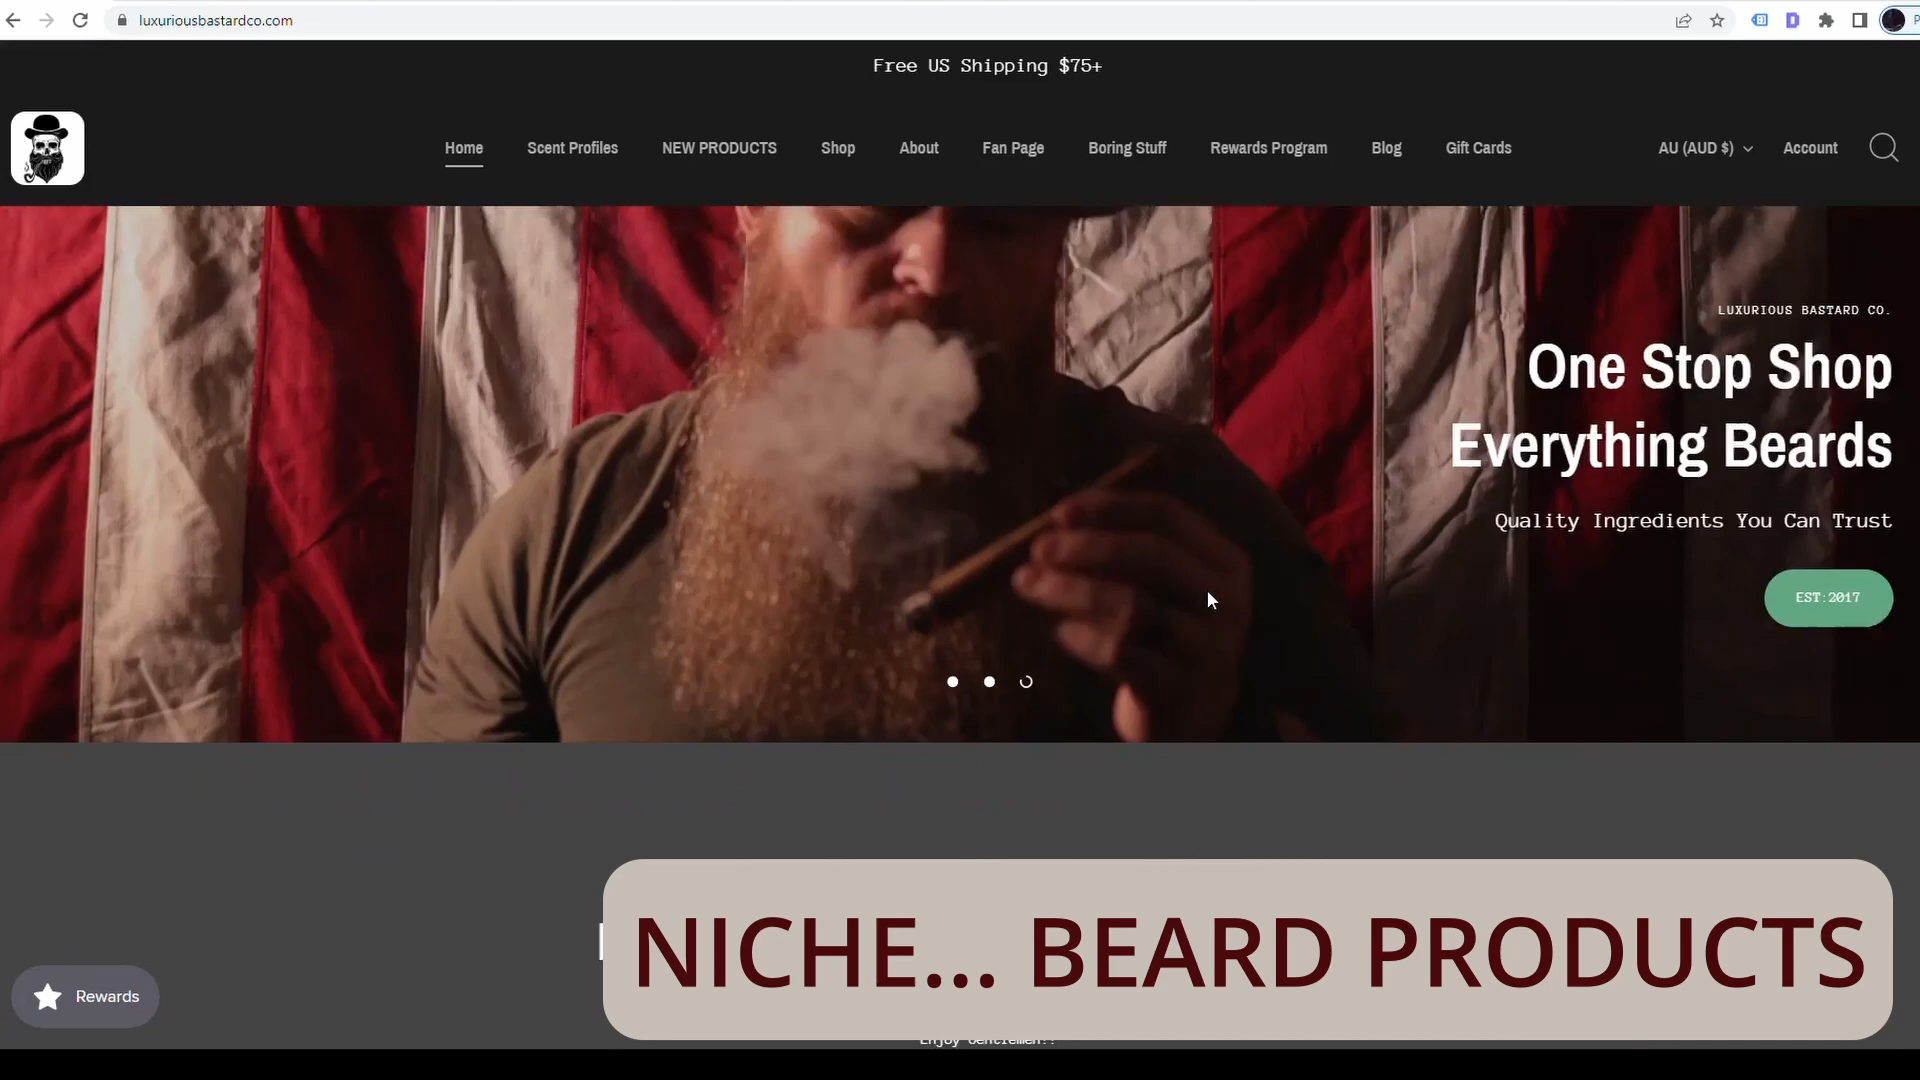 luxuriousbastardco.com
Free US Shipping $75+
Home Scent Profiles NEW PRODUCTS Shop About Fan Page Boring Stuff Rewards Program Blog Gift Cards AU (AUD $) Account
LUXURIOUS BASTARD CO.
One Stop Shop
Everything Beards
Quality Ingredients You Can Trust
EST:2017
NICHE... BEARD PRODUCTS
Rewards
Enjoy Gentlemen!!